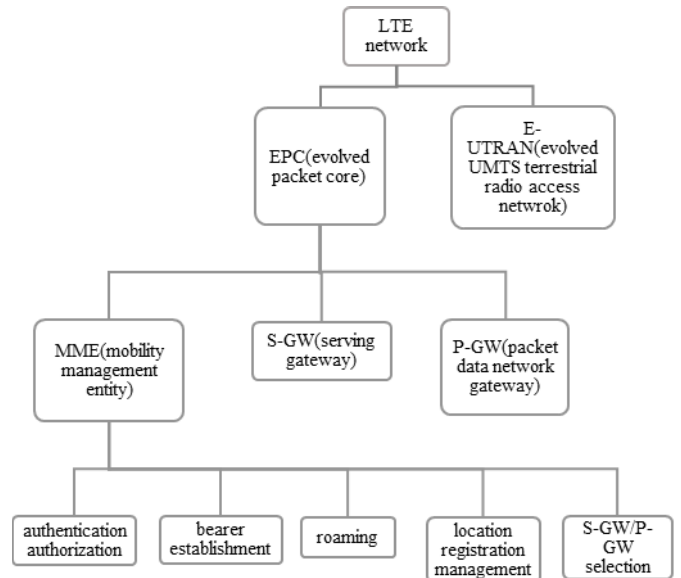 LTE
network
EPC(evolved
packet core)
E-
UTRAN(evolved
UMTS terrestrial
radio access
netwrok)
MME(mobility
management
entity)
S-GW(serving
gateway)
P-GW(packet
data network
gateway)
authentication
authorization
bearer
establishment
roaming
location
registration
management
S-GW/P-
GW
selection